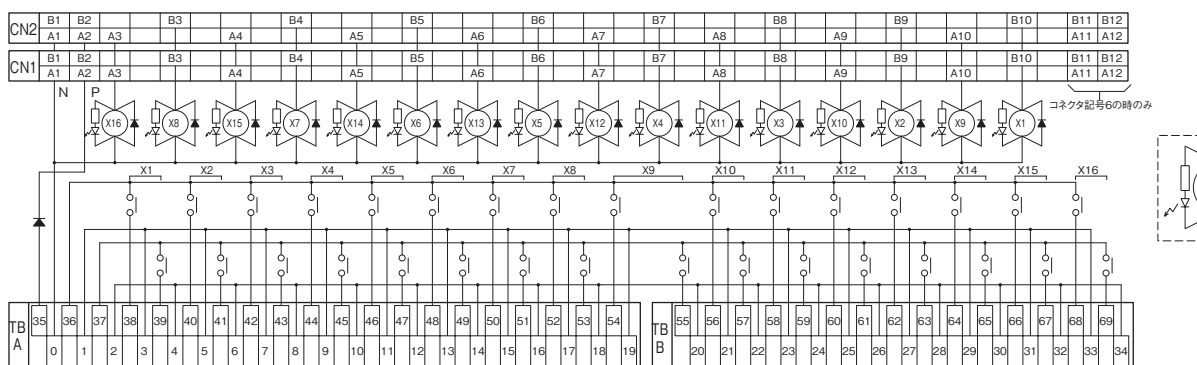 CN2 B1 B2 B3 B4 B5 B6 B7 B8 B9 B10 B11 B12
A1 A2 A3 A4 A5 A6 A7 A8 A9 A10 A11 A12
CN1 B1 B2 B3 B4 B5 B6 B7 B8 B9 B10 B11 B12
A1 A2 A3 A4 A5 A6 A7 A8 A9 A10 A11 A12
N P
コネクタ記号6の時のみ
X16 X8 X15 X7 X14 X6 X13 X5 X12 X4 X11 X3 X10 X2 X9 X1
X1 X2 X3 X4 X5 X6 X7 X8 X9 X10 X11 X12 X13 X14 X15 X16
TB A 35 36 37 38 39 40 41 42 43 44 45 46 47 48 49 50 51 52 53 54
0 1 2 3 4 5 6 7 8 9 10 11 12 13 14 15 16 17 18 19
TB B 55 56 57 58 59 60 61 62 63 64 65 66 67 68 69
20 21 22 23 24 25 26 27 28 29 30 31 32 33 34